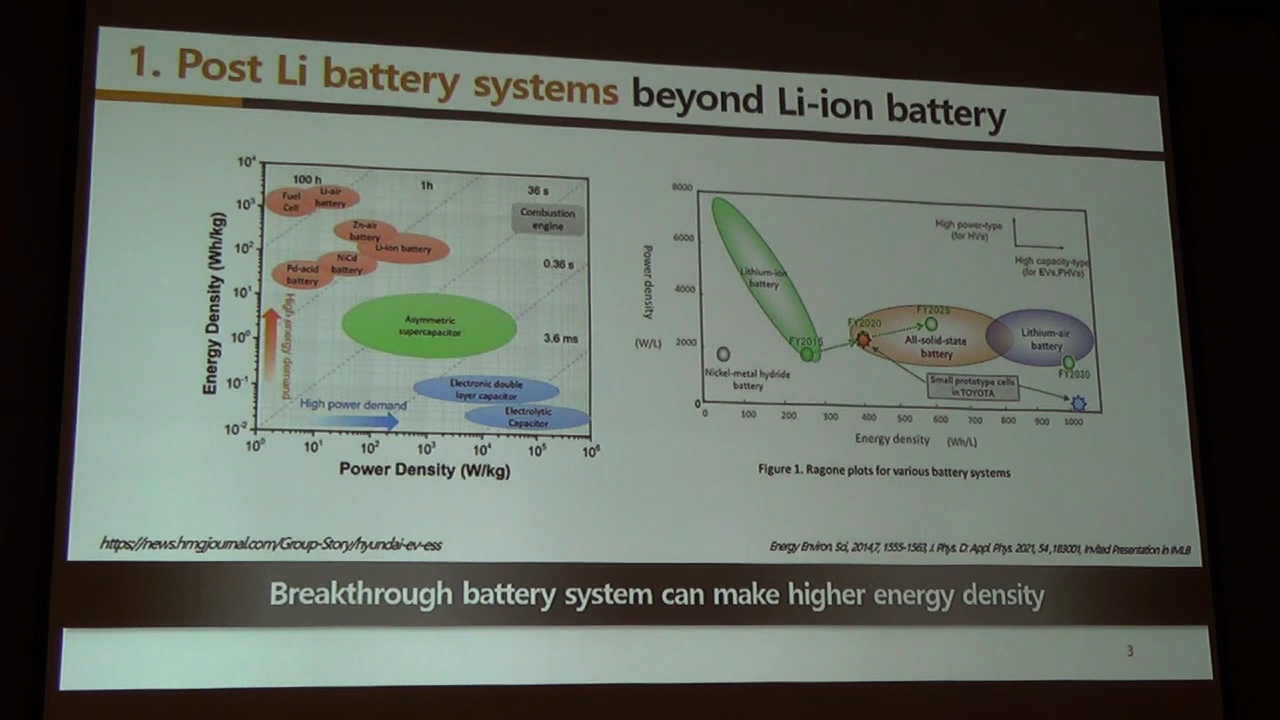 1. Post Li battery systems beyond Li-ion battery
10⁴
10³
10²
10¹
10⁰
10⁻¹
10⁻²
Energy Density (Wh/kg)
100 h
1h
36 s
0.36 s
3.6 ms
Fuel
Cell
Li-air
battery
Zn-air
battery
Li-ion battery
NiCd
battery
Pd-acid
battery
Combustion
engine
Asymmetric
supercapacitor
Electronic double
layer capacitor
Electrolytic
Capacitor
High energy demand
High power demand
10⁰ 10¹ 10² 10³ 10⁴ 10⁵ 10⁶
Power Density (W/kg)
8000
6000
4000
2000
0
Power density
(W/L)
High power-type
(for HVs)
High capacity-type
(for EVs,PHVs)
Lithium-ion
battery
FY2015
FY2020
FY2025
All-solid-state
battery
Lithium-air
battery
FY2030
Nickel-metal hydride
battery
Small prototype cells
in TOYOTA
0 100 200 300 400 500 600 700 800 900 1000
Energy density (Wh/L)
Figure 1. Ragone plots for various battery systems
https://news.hmgjournal.com/Group-Story/hyundai-ev-ess
Energy Environ. Sci, 2014,7, 1555-1563, J. Phys. D: Appl. Phys. 2021, 54 ,183001, Invited Presentation in IMLB
Breakthrough battery system can make higher energy density
3